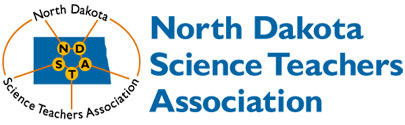 North Dakota
N D
S T A
Science Teachers Association
North Dakota
Science Teachers
Association